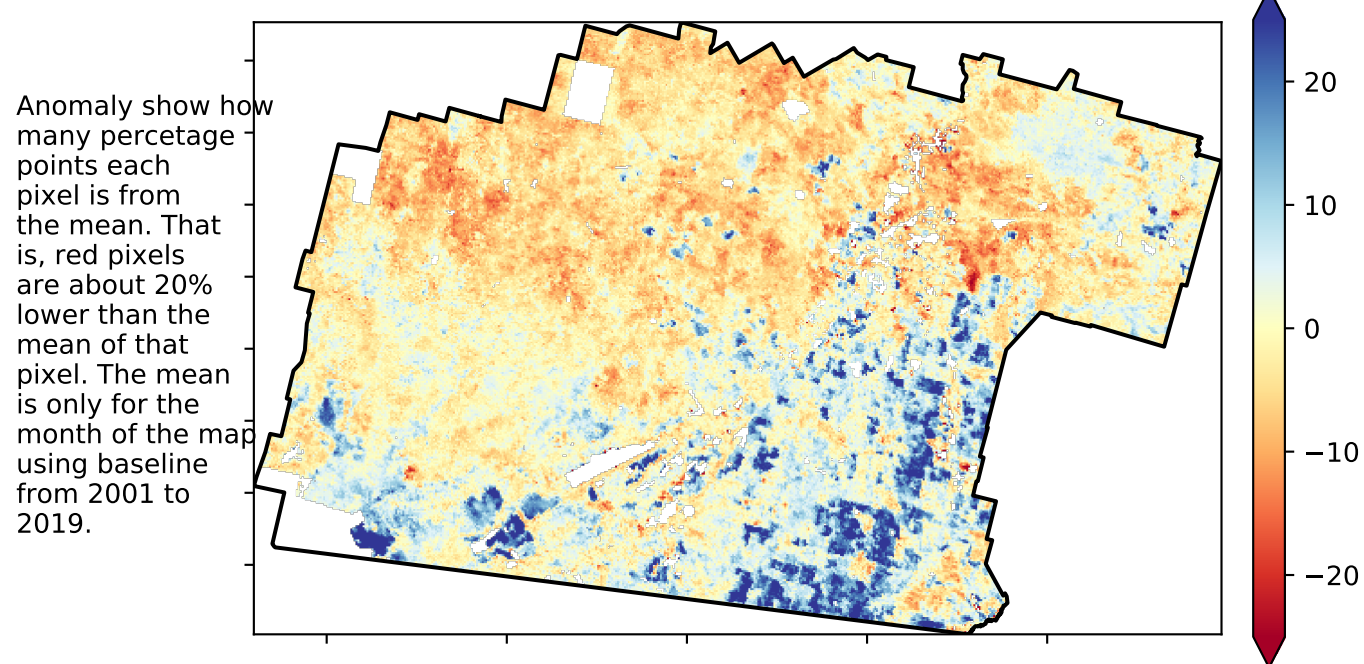 Anomaly show how
many percetage
points each
pixel is from
the mean. That
is, red pixels
are about 20%
lower than the
mean of that
pixel. The mean
is only for the
month of the map
using baseline
from 2001 to
2019.
20
10
0
−10
−20